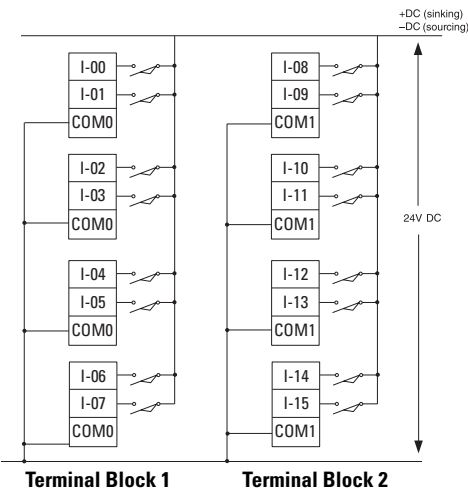 +DC (sinking)
–DC (sourcing)
I-00
I-01
COM0
I-02
I-03
COM0
I-04
I-05
COM0
I-06
I-07
COM0
I-08
I-09
COM1
I-10
I-11
COM1
I-12
I-13
COM1
I-14
I-15
COM1
24V DC
Terminal Block 1
Terminal Block 2